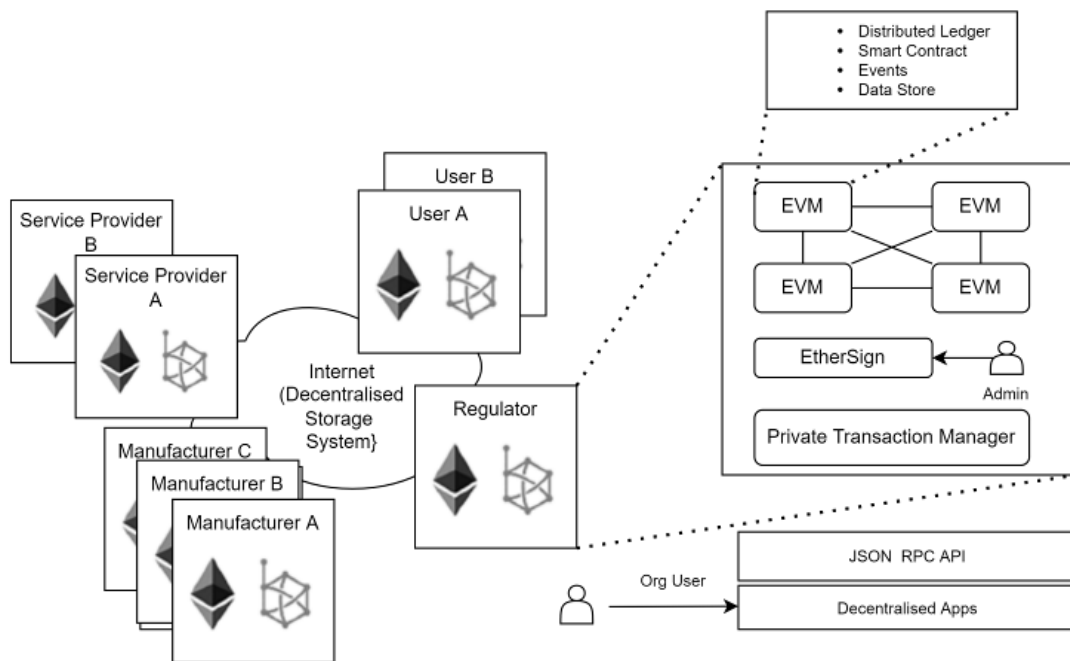 Distributed Ledger
Smart Contract
Events
Data Store
User B
User A
Service Provider
B
Service Provider
A
Internet
(Decentralised
Storage
System}
Regulator
Manufacturer C
Manufacturer B
Manufacturer A
EVM
EVM
EVM
EVM
EtherSign
Admin
Private Transaction Manager
JSON RPC API
Org User
Decentralised Apps